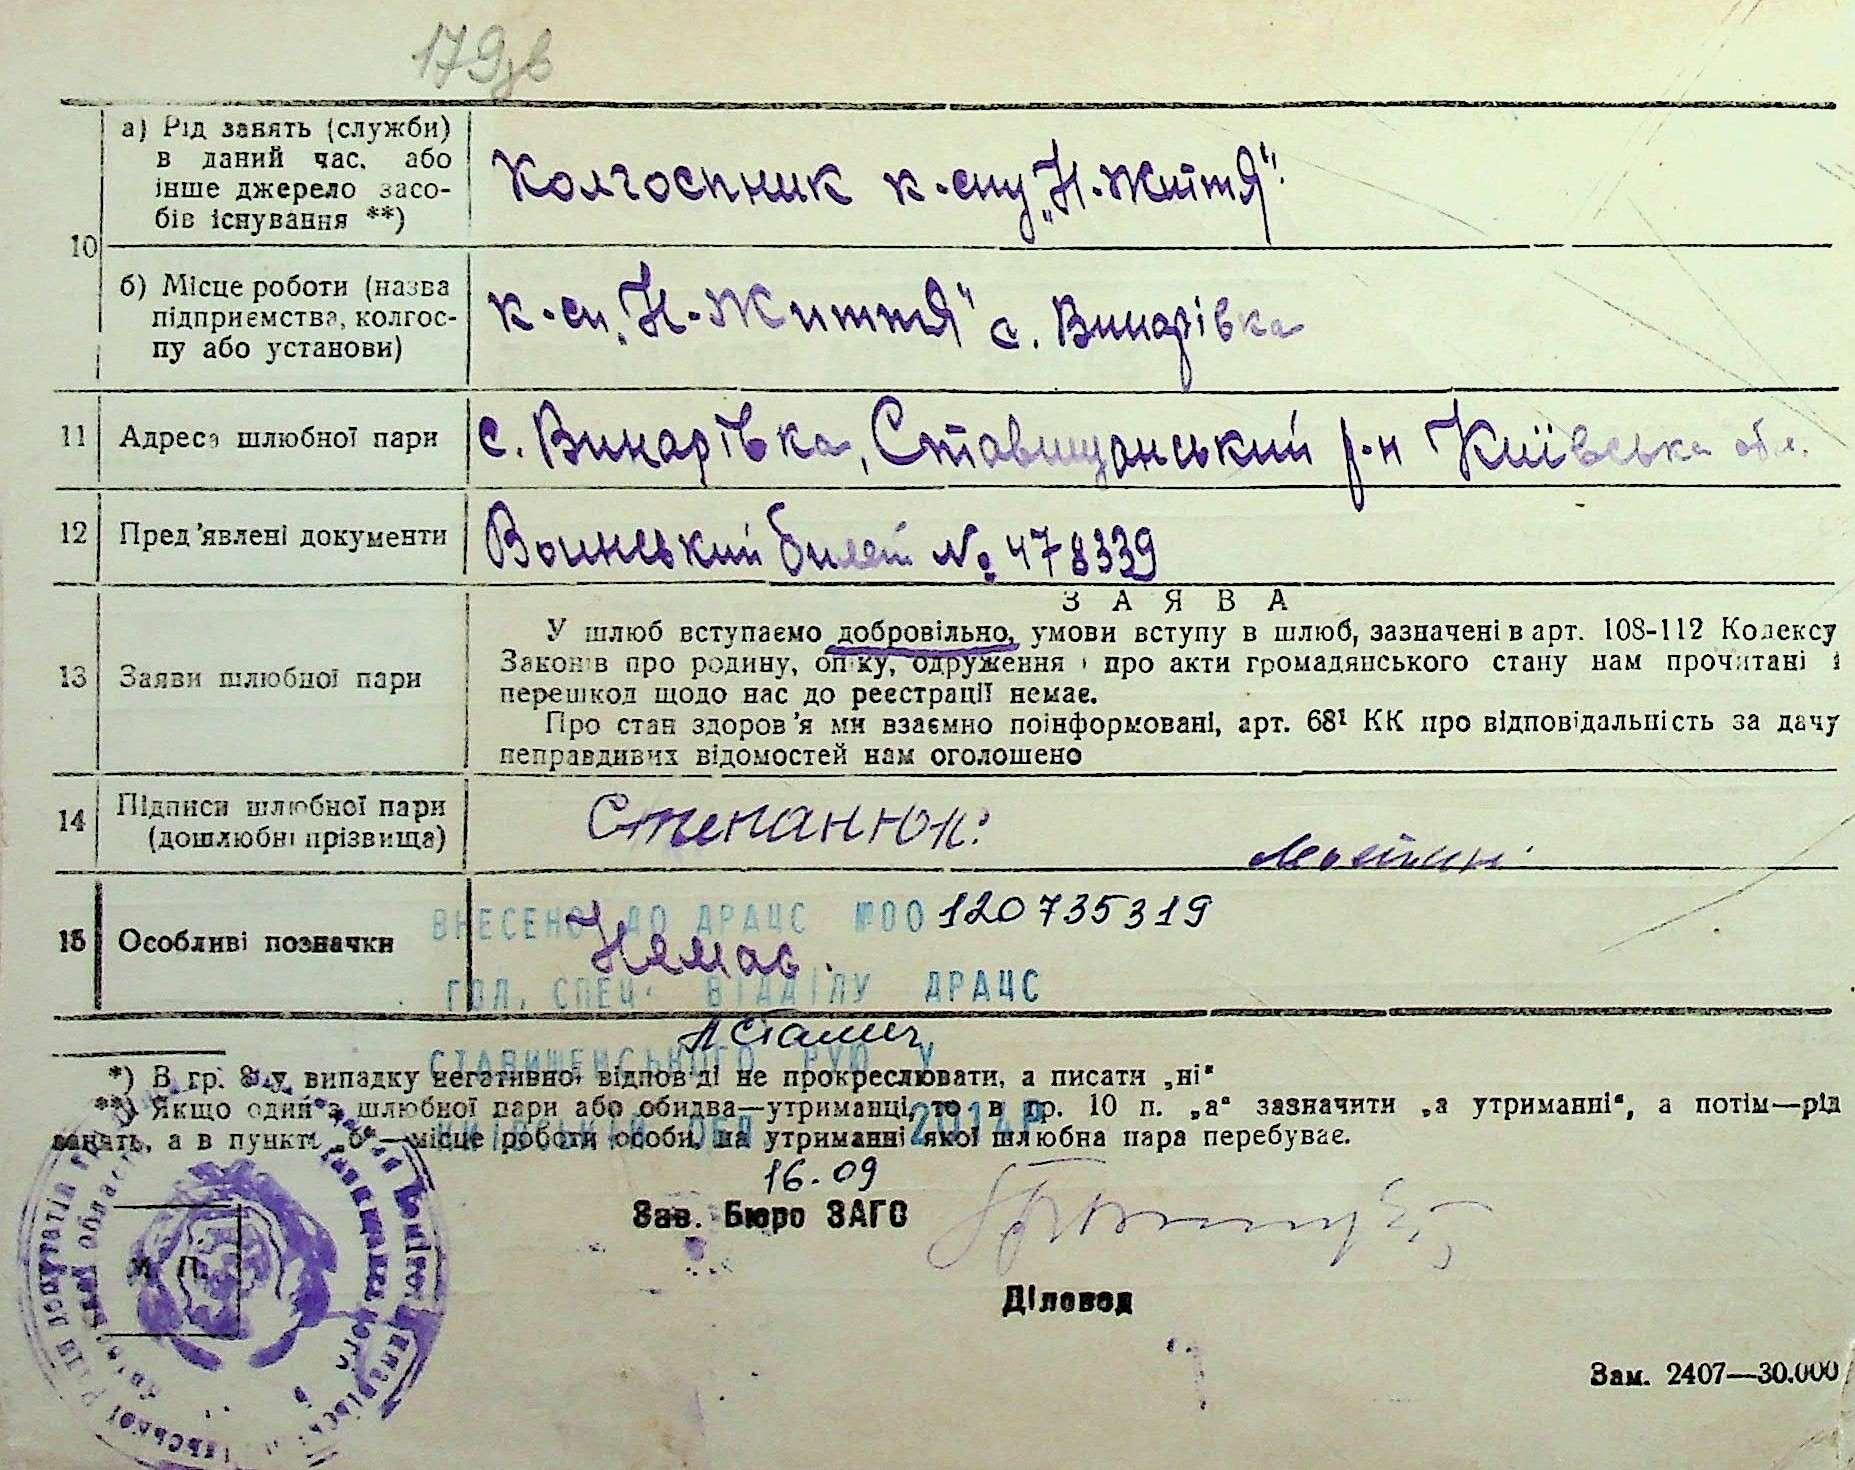 179зв
10
а) Рід занять (служби)
в даний час, або
інше джерело засо-
бів існування **)
Колгоспник к-спу „Н-Життя"
б) Місце роботи (назва
підприємства, колгос-
пу або установи)
к-сп. „Н-Життя" с. Винарівка
11 Адреса шлюбної пари
с. Винарівка, Ставищанський р-н Київська обл.
12 Пред'явлені документи
Воинський билет № 478339
ЗАЯВА
13 Заяви шлюбної пари
У шлюб вступаємо добровільно, умови вступу в шлюб, зазначені в арт. 108-112 Кодексу
Законів про родину, опіку, одруження і про акти громадянського стану нам прочитані і
перешкод щодо нас до реєстрації немає.
Про стан здоров'я ми взаємно поінформовані, арт. 68¹ КК про відповідальність за дачу
неправдивих відомостей нам оголошено
14 Підписи шлюбної пари
(дошлюбні прізвища)
Степанюк
15 Особливі позначки
ВНЕСЕНО ДО ДРАЦС №00120735319
Немає.
ГОЛ. СПЕЦ. ВІДДІЛУ ДРАЦС
СТАВИЩЕНСЬКОГО РУЮ У
*) В гр. 8 у випадку негативної відповіді не прокреслювати, а писати „ні"
**) Якщо один з шлюбної пари або обидва—утриманці, то в гр. 10 п. „а" зазначити „а утриманні", а потім—рід
занять, а в пункті „б"—місце роботи особи, на утриманні якої шлюбна пара перебуває.
КИЇВСЬКІЙ ОБЛ 2014Р
16.09
Зав. Бюро ЗАГС
М. П.
Діловод
Зам. 2407—30.000